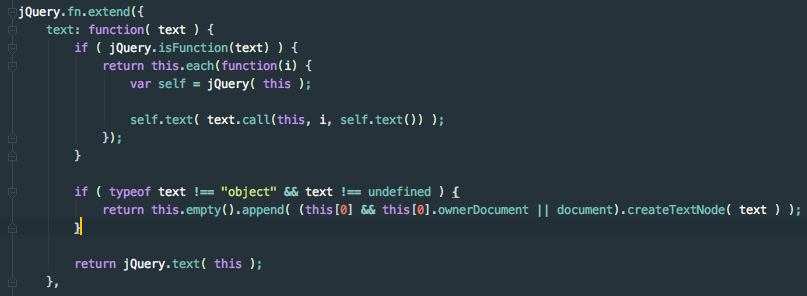 jQuery.fn.extend({
    text: function( text ) {
        if ( jQuery.isFunction(text) ) {
            return this.each(function(i) {
                var self = jQuery( this );

                self.text( text.call(this, i, self.text()) );
            });
        }

        if ( typeof text !== "object" && text !== undefined ) {
            return this.empty().append( (this[0] && this[0].ownerDocument || document).createTextNode( text ) );
        }

        return jQuery.text( this );
    },